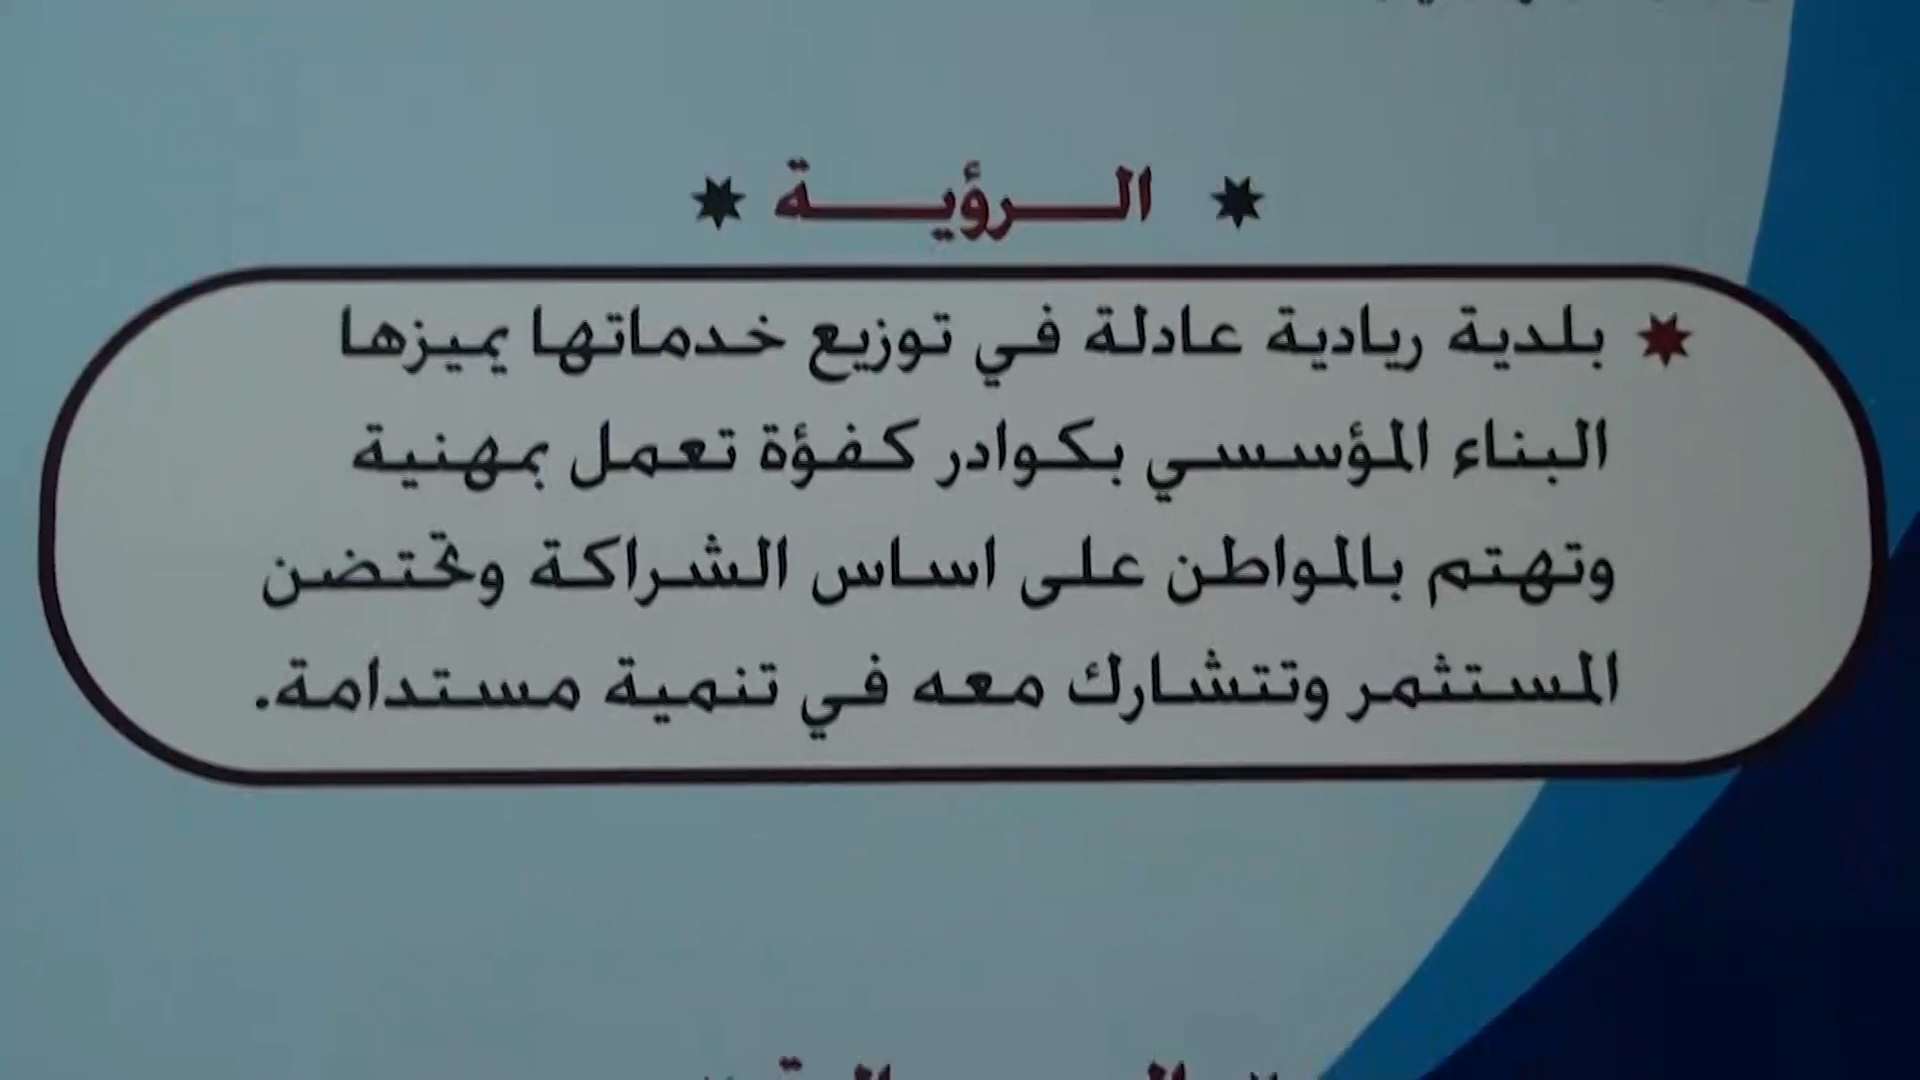 الرؤية
بلدية ريادية عادلة في توزيع خدماتها يميزها
البناء المؤسسي بكوادر كفؤة تعمل بمهنية
وتهتم بالمواطن على اساس الشراكة وتحتضن
المستثمر وتتشارك معه في تنمية مستدامة.